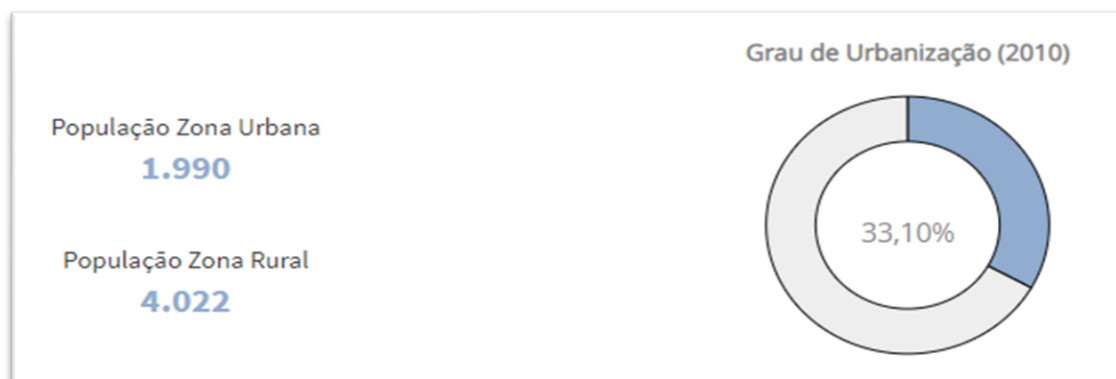 Grau de Urbanização (2010)
População Zona Urbana
1.990
33,10%
População Zona Rural
4.022